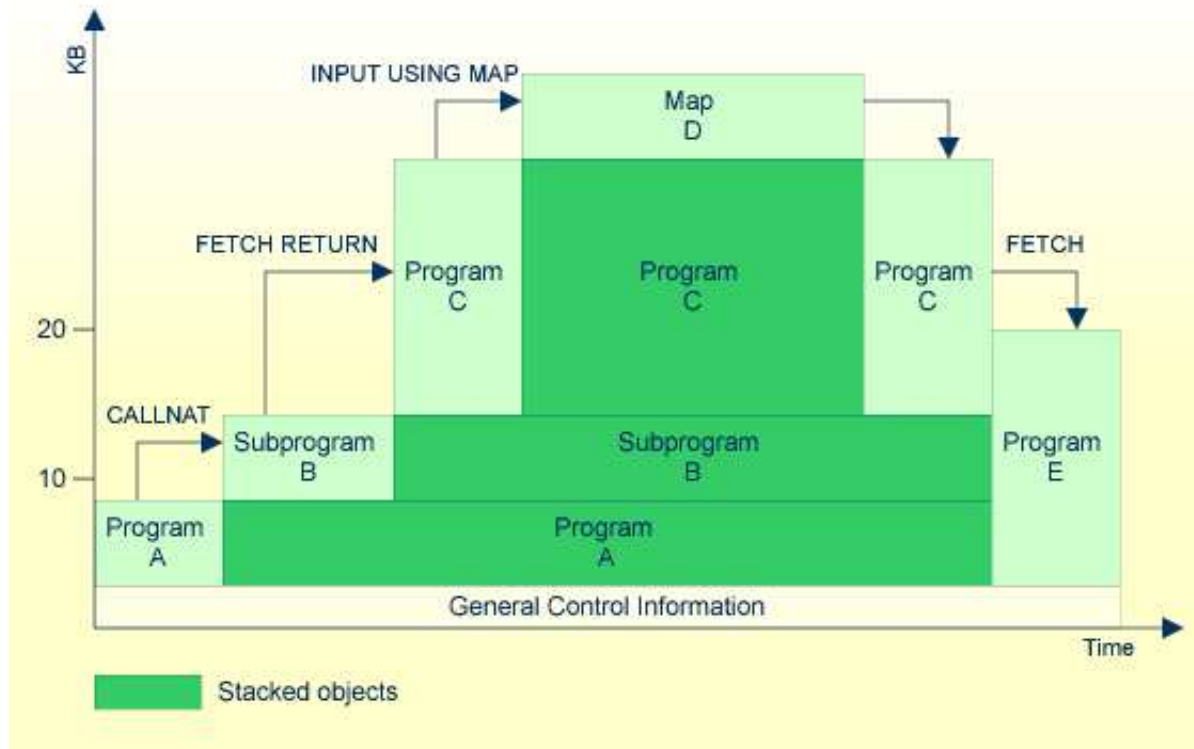 KB
INPUT USING MAP
Map
D
FETCH RETURN
Program
C
Program
C
Program
C
FETCH
20
CALLNAT
Subprogram
B
Subprogram
B
Program
E
10
Program
A
Program
A
General Control Information
Time
Stacked objects